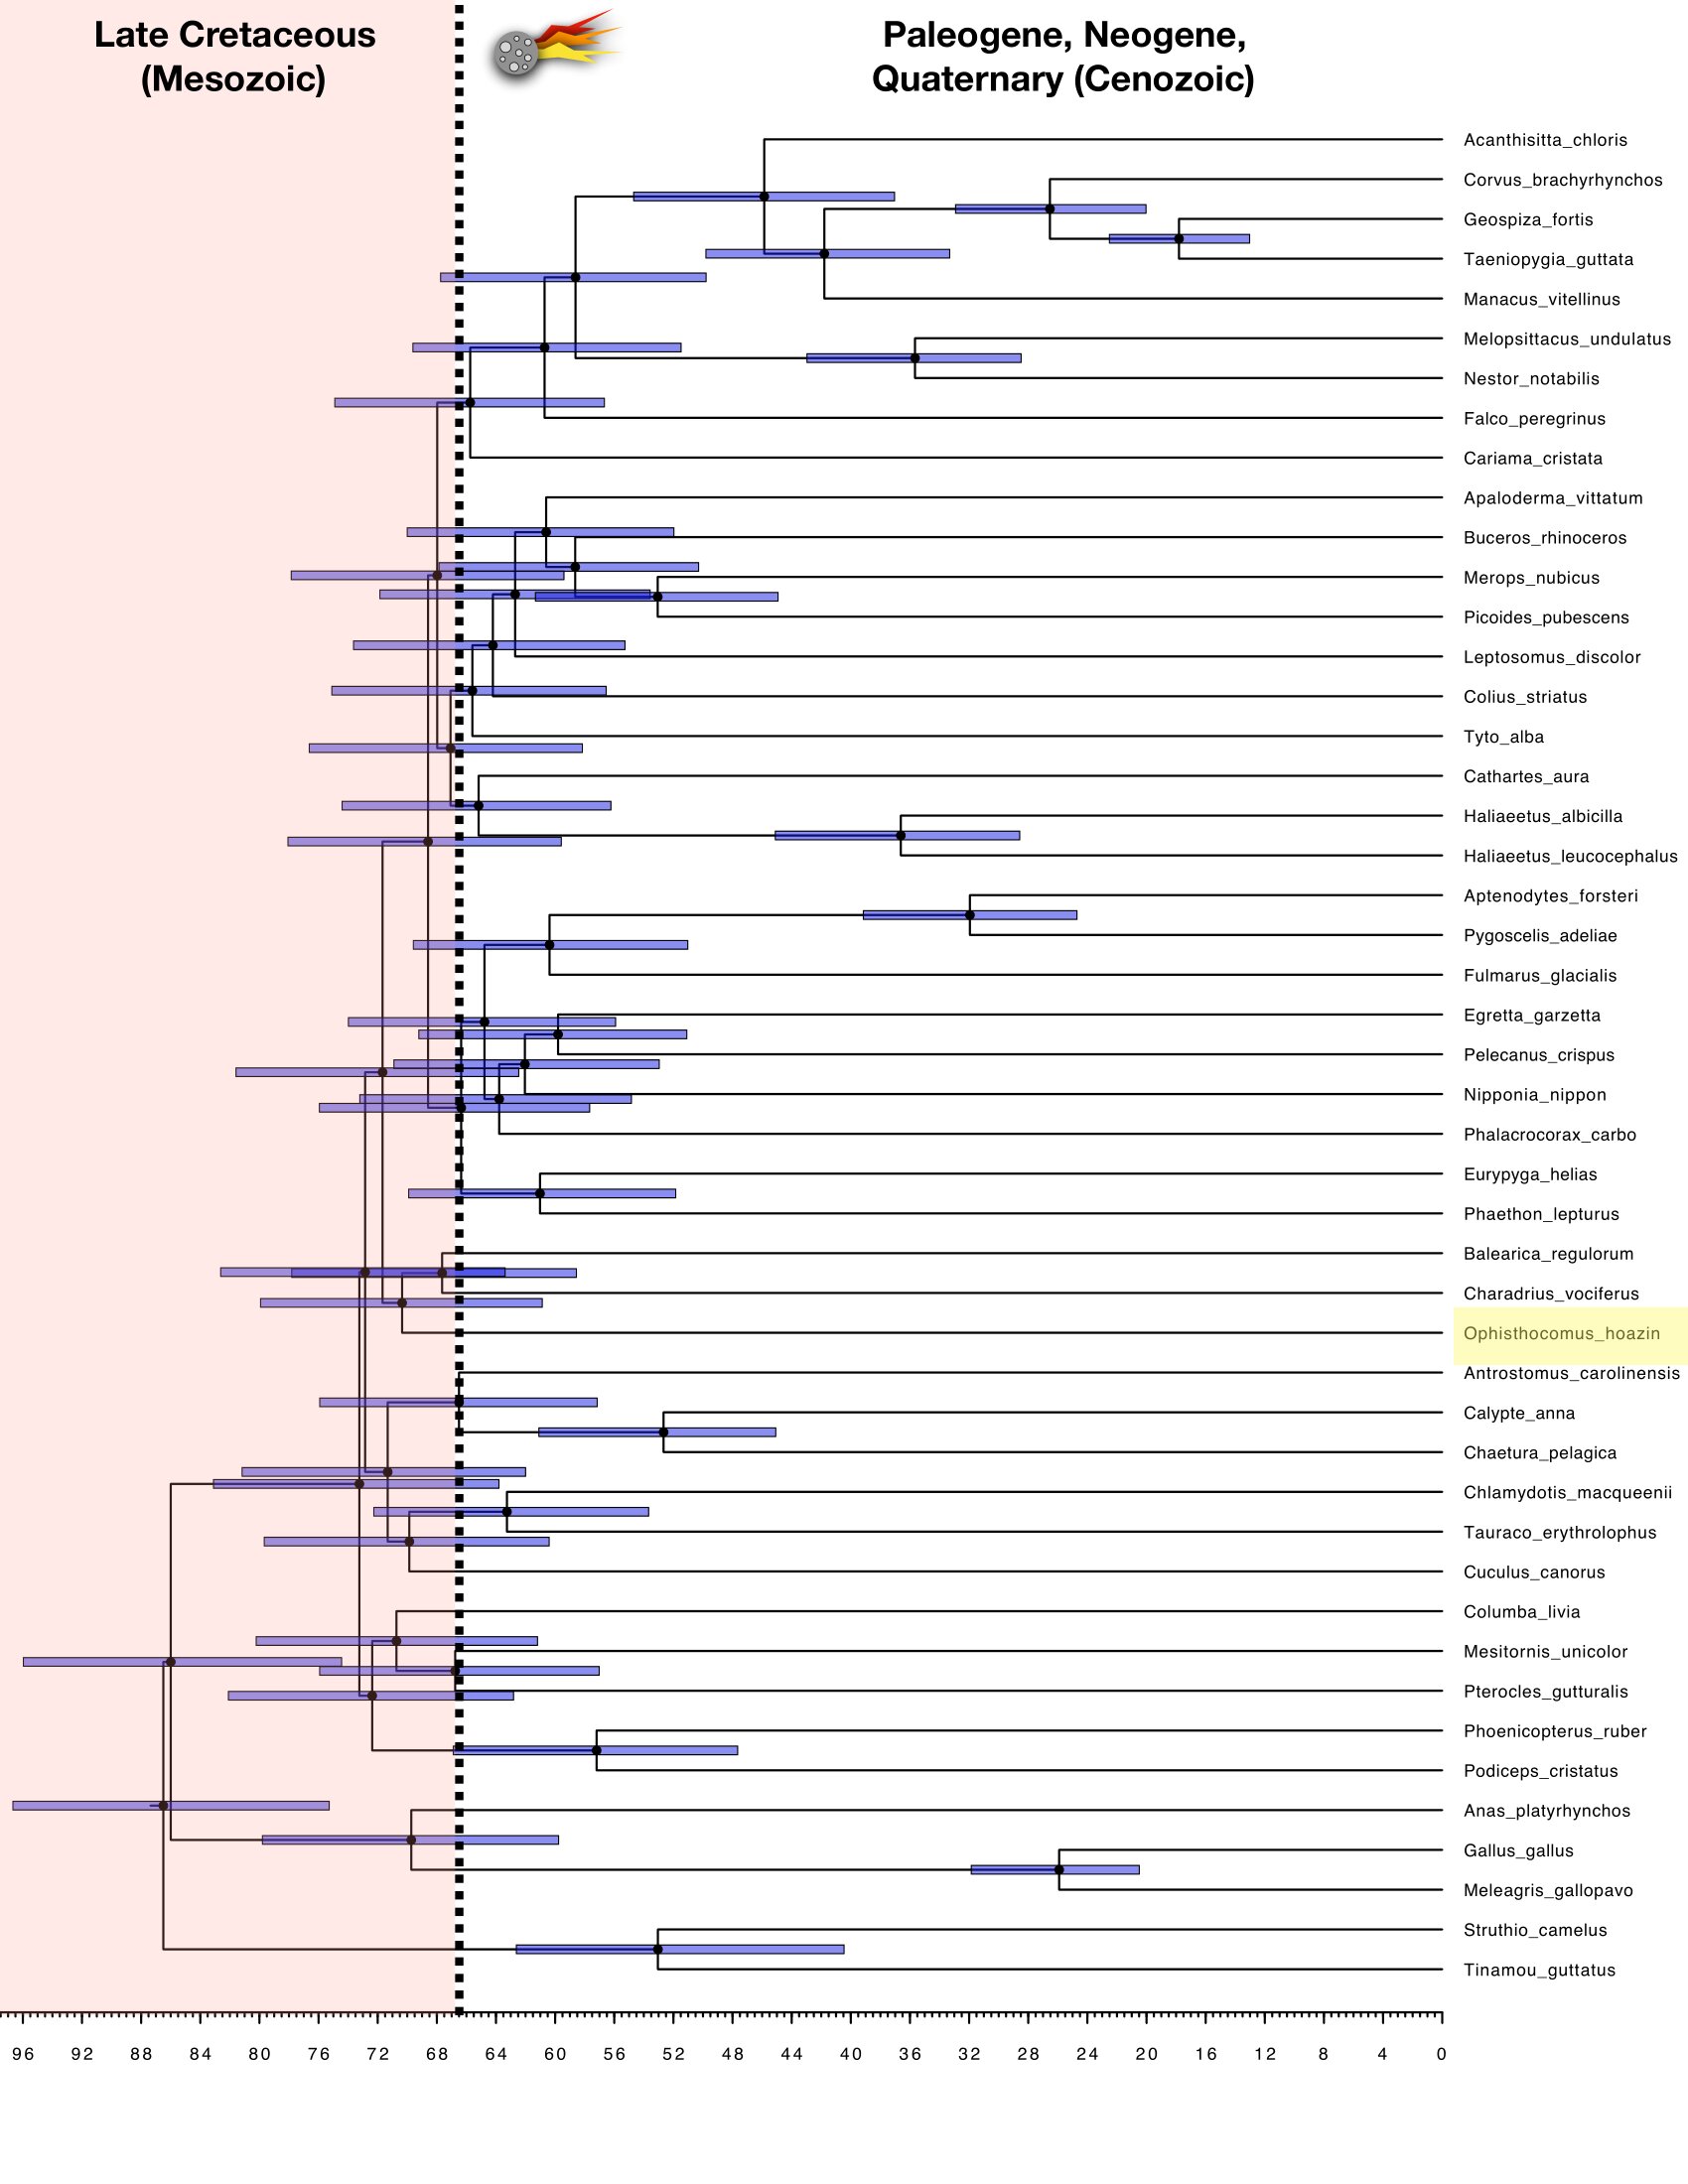 Late Cretaceous
(Mesozoic)
Paleogene, Neogene,
Quaternary (Cenozoic)
Acanthisitta_chloris
Corvus_brachyrhynchos
Geospiza_fortis
Taeniopygia_guttata
Manacus_vitellinus
Melopsittacus_undulatus
Nestor_notabilis
Falco_peregrinus
Cariama_cristata
Apaloderma_vittatum
Buceros_rhinoceros
Merops_nubicus
Picoides_pubescens
Leptosomus_discolor
Colius_striatus
Tyto_alba
Cathartes_aura
Haliaeetus_albicilla
Haliaeetus_leucocephalus
Aptenodytes_forsteri
Pygoscelis_adeliae
Fulmarus_glacialis
Egretta_garzetta
Pelecanus_crispus
Nipponia_nippon
Phalacrocorax_carbo
Eurypyga_helias
Phaethon_lepturus
Balearica_regulorum
Charadrius_vociferus
Ophisthocomus_hoazin
Antrostomus_carolinensis
Calypte_anna
Chaetura_pelagica
Chlamydotis_macqueenii
Tauraco_erythrolophus
Cuculus_canorus
Columba_livia
Mesitornis_unicolor
Pterocles_gutturalis
Phoenicopterus_ruber
Podiceps_cristatus
Anas_platyrhynchos
Gallus_gallus
Meleagris_gallopavo
Struthio_camelus
Tinamou_guttatus
96 92 88 84 80 76 72 68 64 60 56 52 48 44 40 36 32 28 24 20 16 12 8 4 0